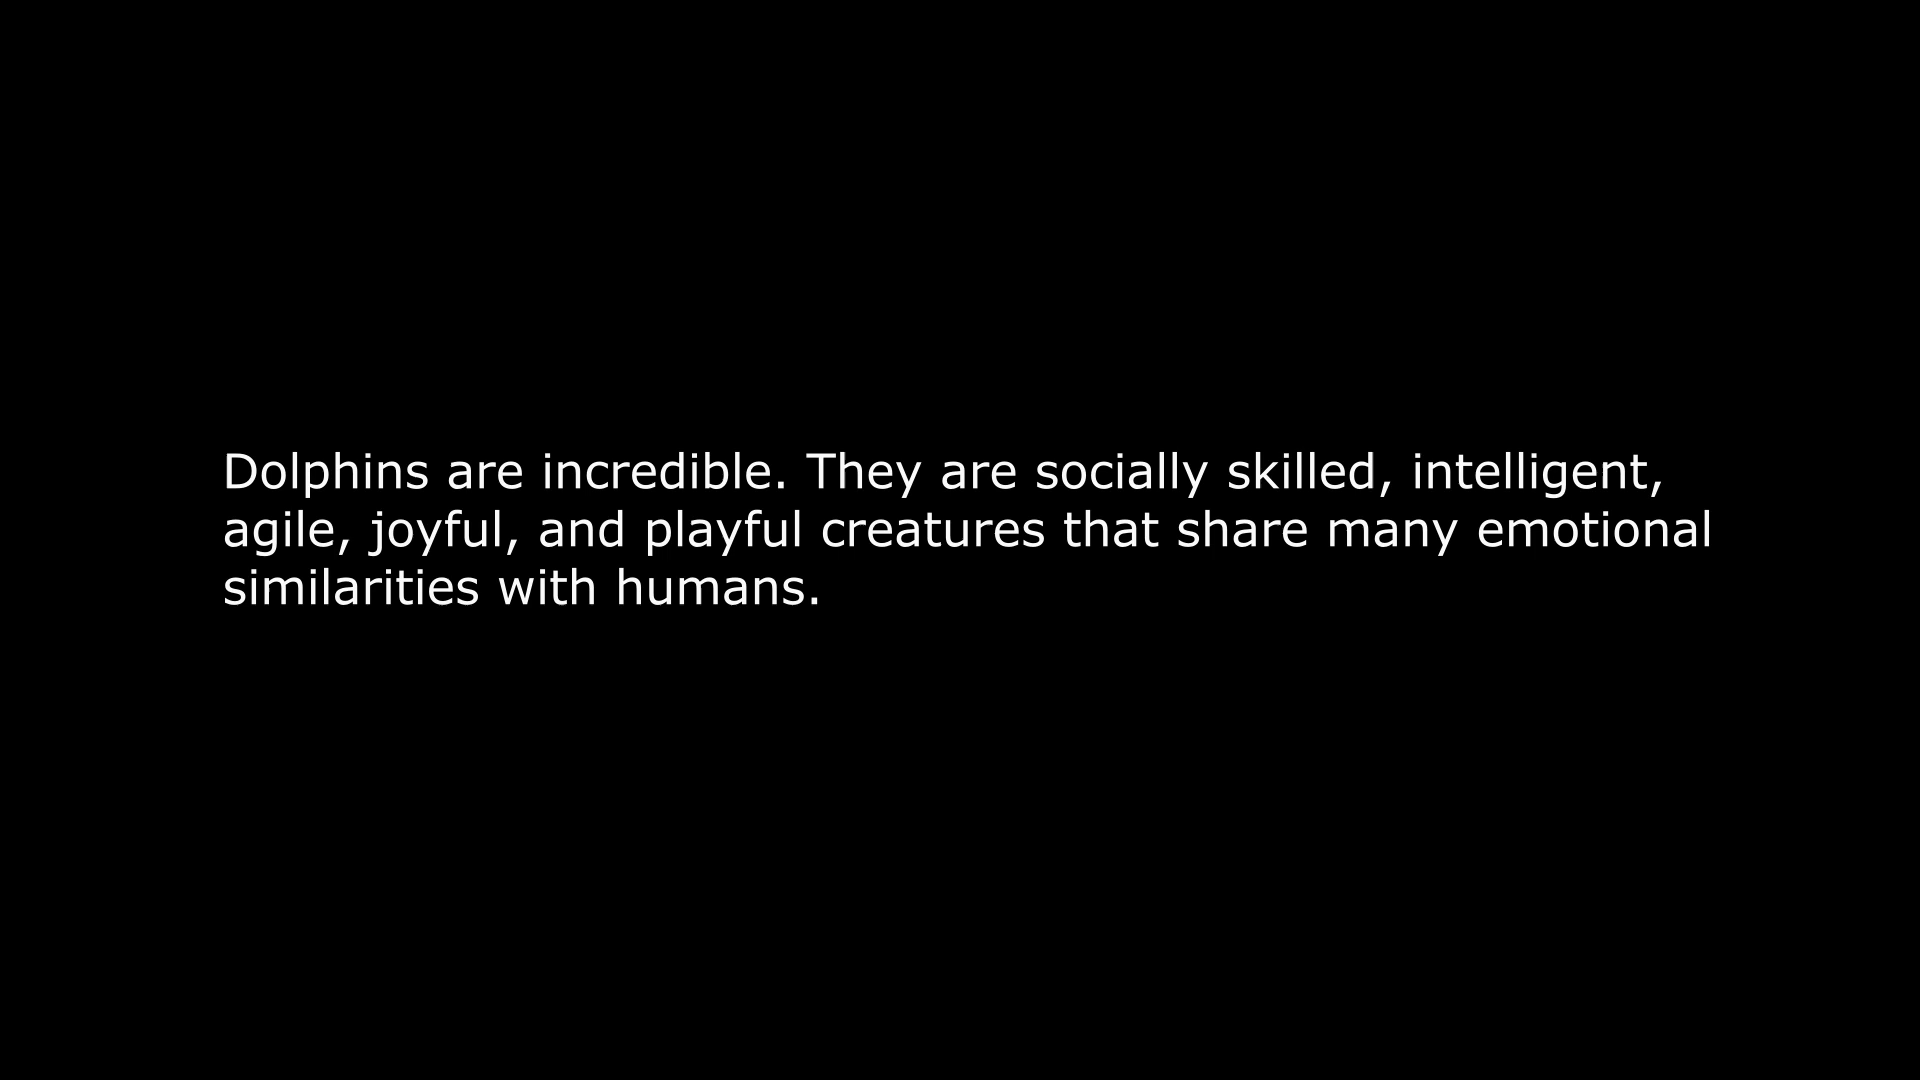 Dolphins are incredible. They are socially skilled, intelligent,
agile, joyful, and playful creatures that share many emotional
similarities with humans.